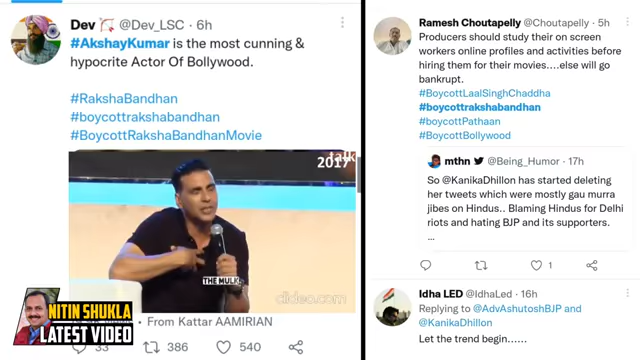 Dev @Dev_LSC · 6h
#AkshayKumar is the most cunning &
hypocrite Actor Of Bollywood.
#RakshaBandhan
#boycottrakshabandhan
#BoycottRakshaBandhanMovie
talk
2017
THE MULK
clideo.com
From Kattar AAMIRIAN
33 386 540
NITIN SHUKLA
LATEST VIDEO
Ramesh Choutapelly @Choutapelly · 5h
Producers should study their on screen
workers online profiles and activities before
hiring them for their movies....else will go
bankrupt.
#BoycottLaalSinghChaddha
#boycottrakshabandhan
#boycottPathaan
#BoycottBollywood
mthn @Being_Humor · 17h
So @KanikaDhillon has started deleting
her tweets which were mostly gau murra
jibes on Hindus.. Blaming Hindus for Delhi
riots and hating BJP and its supporters.
...
1
Idha LED @IdhaLed · 16h
Replying to @AdvAshutoshBJP and
@KanikaDhillon
Let the trend begin......